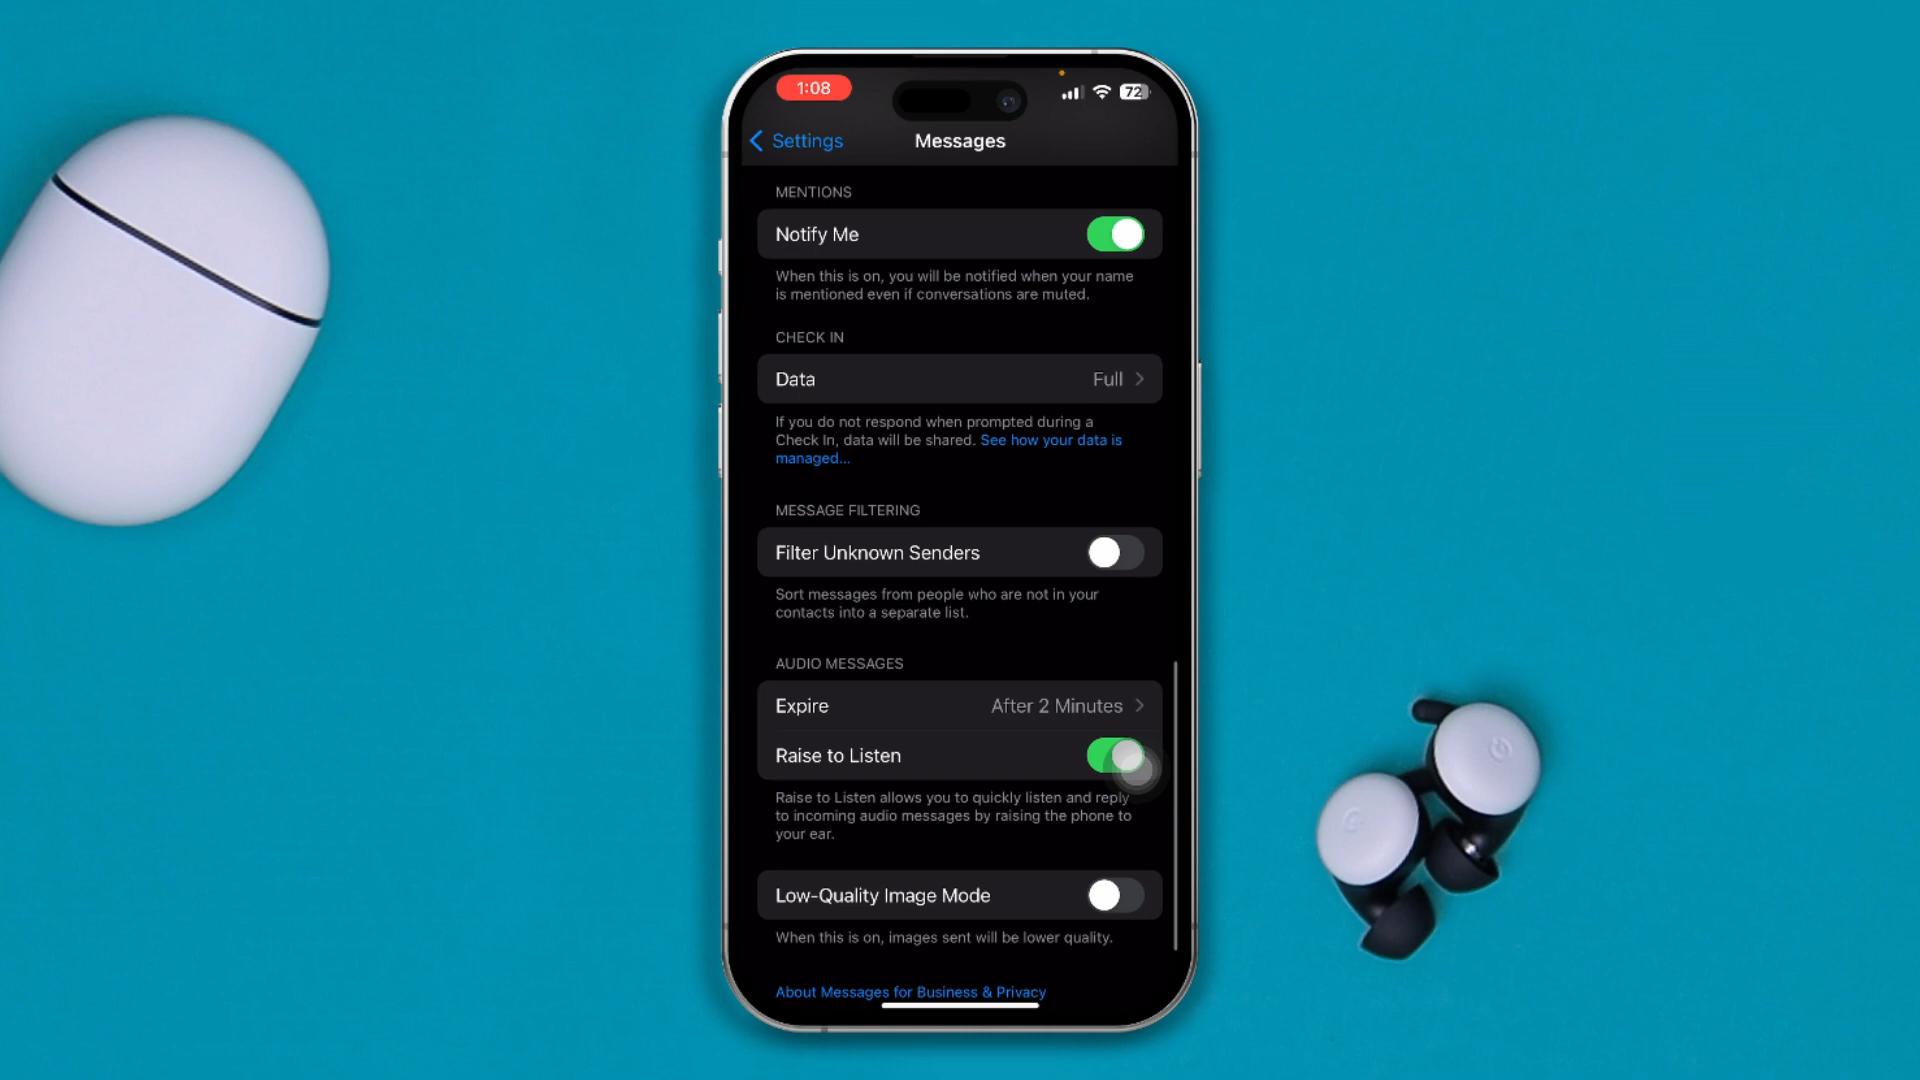 1:08
72
Settings
Messages
MENTIONS
Notify Me
When this is on, you will be notified when your name
is mentioned even if conversations are muted.
CHECK IN
Data
Full
If you do not respond when prompted during a
Check In, data will be shared. See how your data is
managed...
MESSAGE FILTERING
Filter Unknown Senders
Sort messages from people who are not in your
contacts into a separate list.
AUDIO MESSAGES
Expire
After 2 Minutes
Raise to Listen
Raise to Listen allows you to quickly listen and reply
to incoming audio messages by raising the phone to
your ear.
Low-Quality Image Mode
When this is on, images sent will be lower quality.
About Messages for Business & Privacy